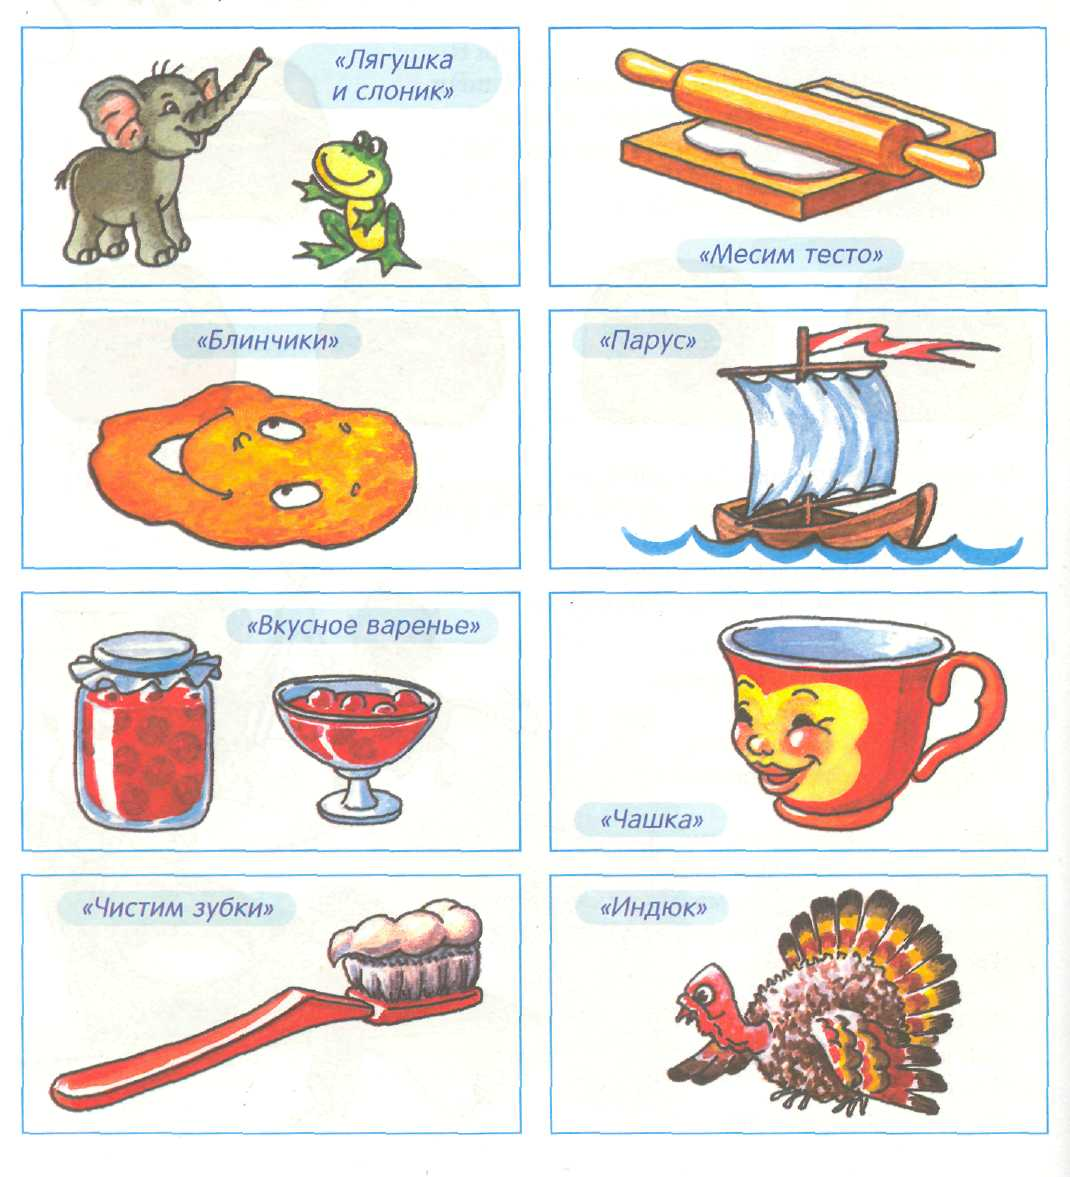 «Лягушка
и слоник»
«Месим тесто»
«Блинчики»
«Парус»
«Вкусное варенье»
«Чашка»
«Чистим зубки»
«Индюк»